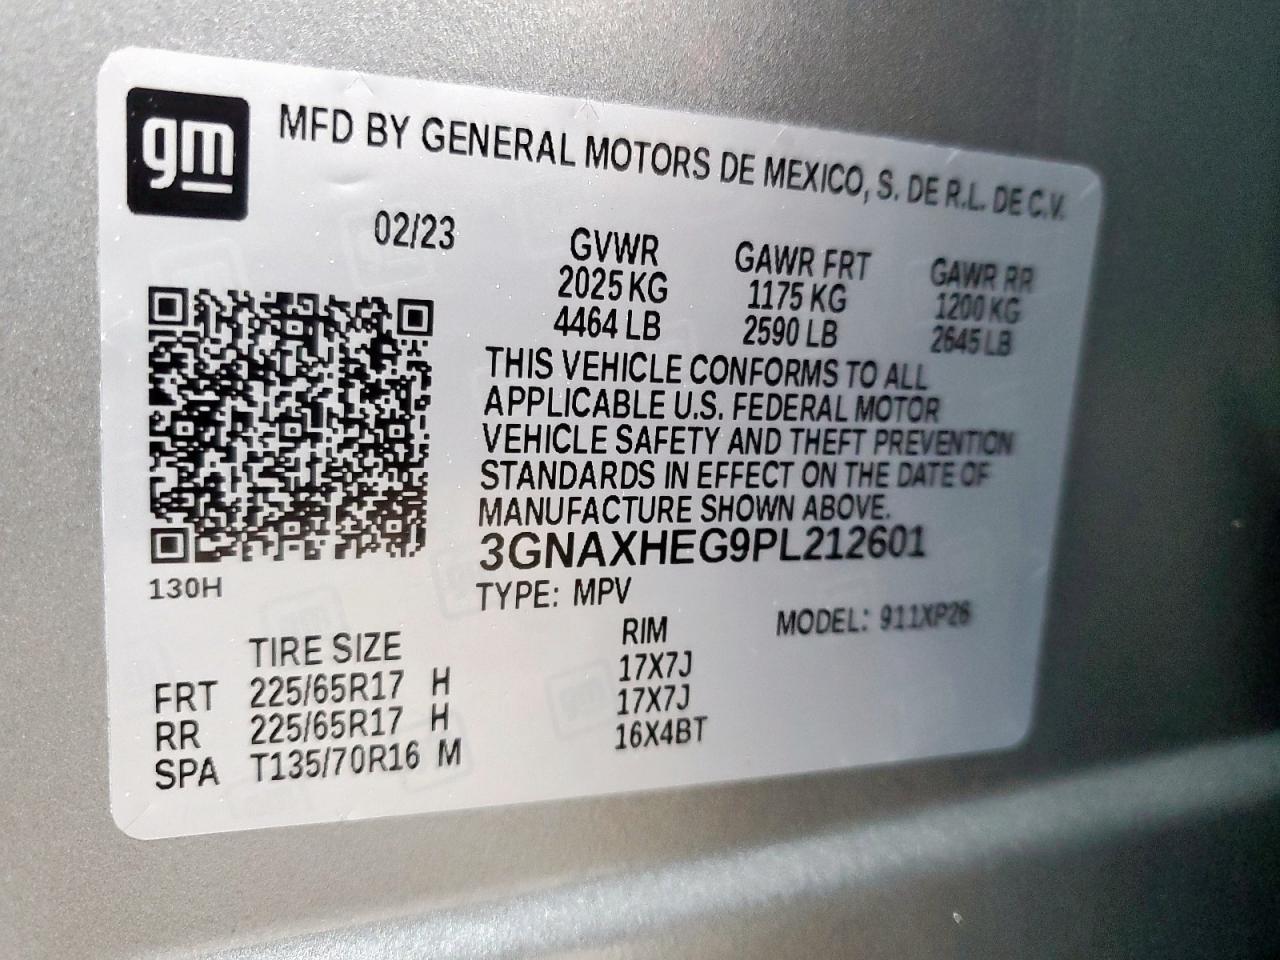 gm
MFD BY GENERAL MOTORS DE MEXICO, S. DE R.L. DE C.V.
02/23
GVWR GAWR FRT GAWR RR
2025 KG 1175 KG 1200 KG
4464 LB 2590 LB 2645 LB
THIS VEHICLE CONFORMS TO ALL
APPLICABLE U.S. FEDERAL MOTOR
VEHICLE SAFETY AND THEFT PREVENTION
STANDARDS IN EFFECT ON THE DATE OF
MANUFACTURE SHOWN ABOVE.
3GNAXHEG9PL212601
130H
TYPE: MPV MODEL: 911XP26
TIRE SIZE RIM
FRT 225/65R17 H 17X7J
RR 225/65R17 H 17X7J
SPA T135/70R16 M 16X4BT